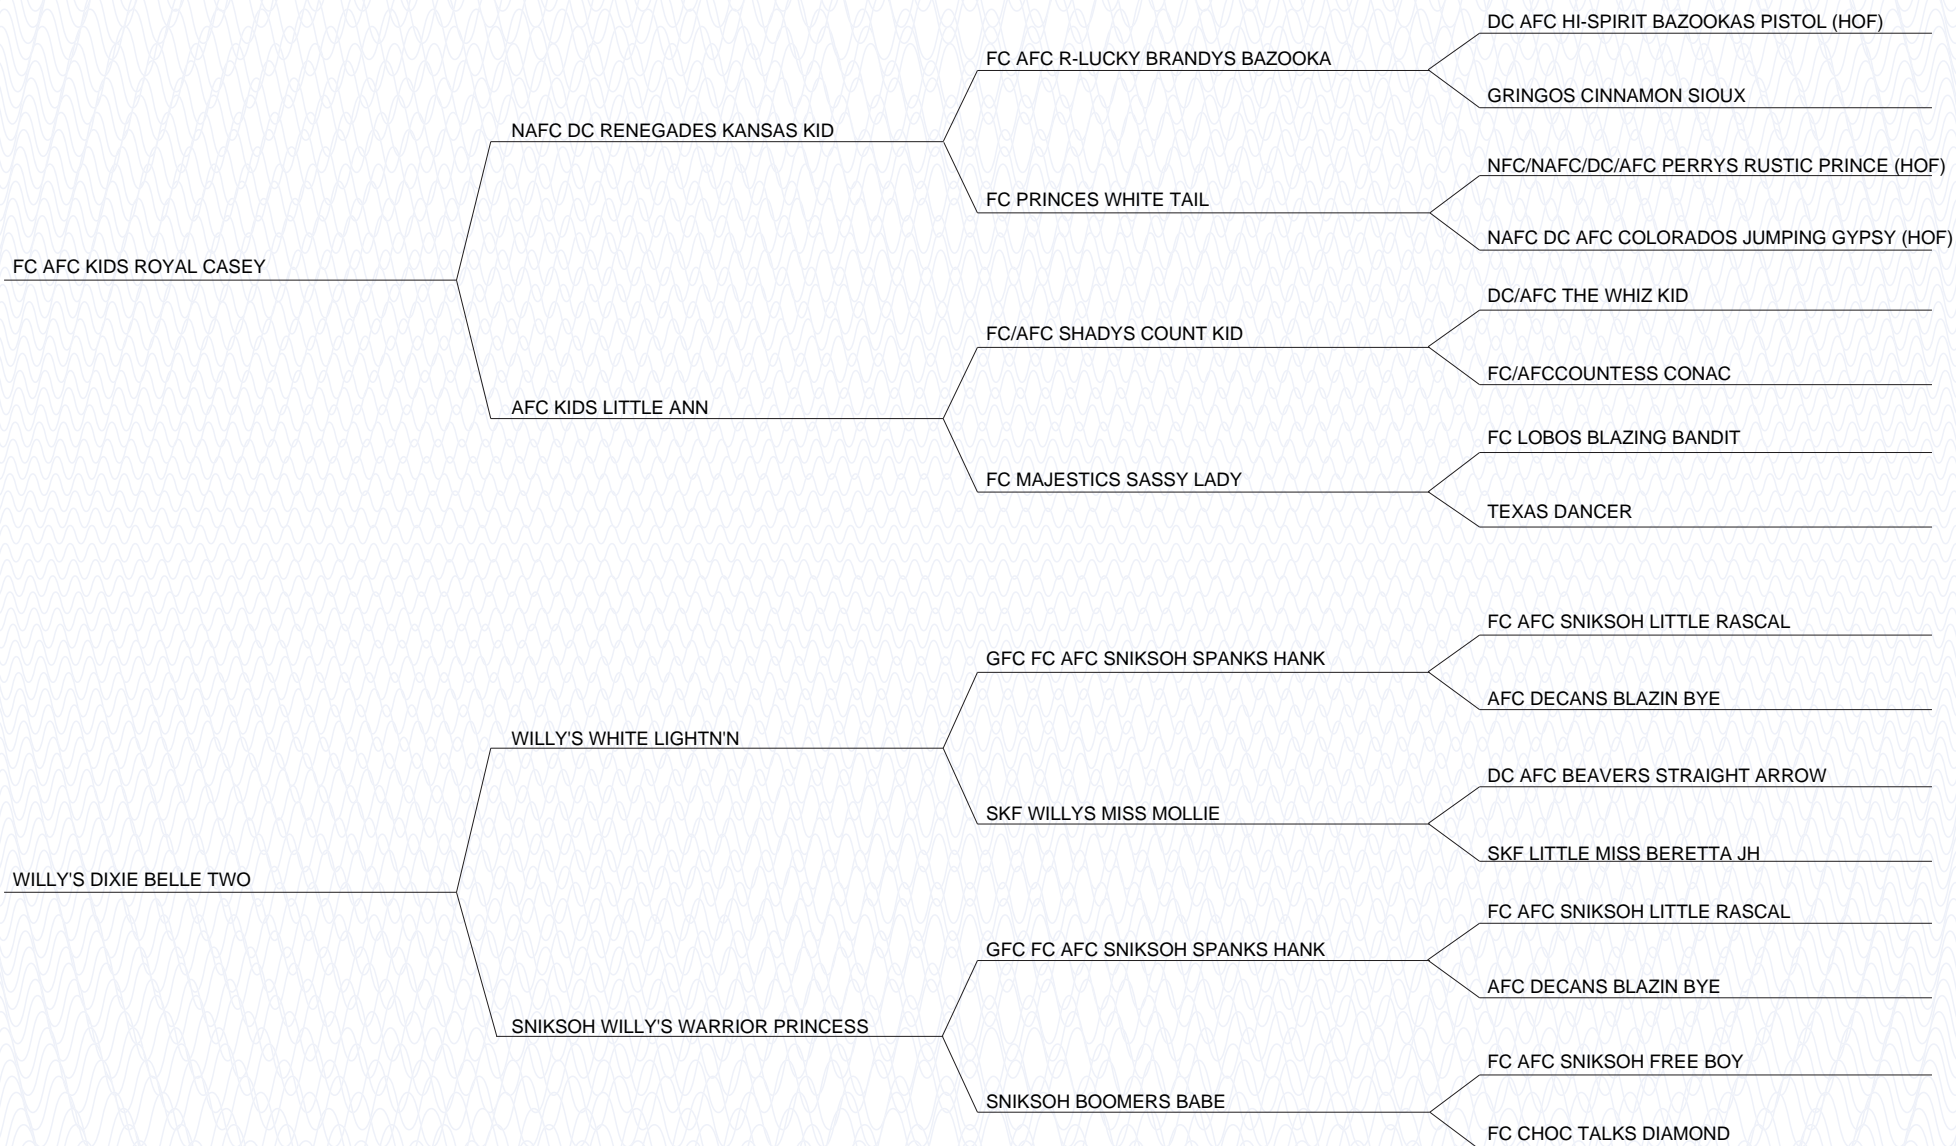 DC AFC HI-SPIRIT BAZOOKAS PISTOL (HOF)
FC AFC R-LUCKY BRANDYS BAZOOKA
GRINGOS CINNAMON SIOUX
NAFC DC RENEGADES KANSAS KID
NFC/NAFC/DC/AFC PERRYS RUSTIC PRINCE (HOF)
FC PRINCES WHITE TAIL
NAFC DC AFC COLORADOS JUMPING GYPSY (HOF)
FC AFC KIDS ROYAL CASEY
DC/AFC THE WHIZ KID
FC/AFC SHADYS COUNT KID
FC/AFCCOUNTESS CONAC
AFC KIDS LITTLE ANN
FC LOBOS BLAZING BANDIT
FC MAJESTICS SASSY LADY
TEXAS DANCER
FC AFC SNIKSOH LITTLE RASCAL
GFC FC AFC SNIKSOH SPANKS HANK
AFC DECANS BLAZIN BYE
WILLY'S WHITE LIGHTN'N
DC AFC BEAVERS STRAIGHT ARROW
SKF WILLYS MISS MOLLIE
SKF LITTLE MISS BERETTA JH
WILLY'S DIXIE BELLE TWO
FC AFC SNIKSOH LITTLE RASCAL
GFC FC AFC SNIKSOH SPANKS HANK
AFC DECANS BLAZIN BYE
SNIKSOH WILLY'S WARRIOR PRINCESS
FC AFC SNIKSOH FREE BOY
SNIKSOH BOOMERS BABE
FC CHOC TALKS DIAMOND